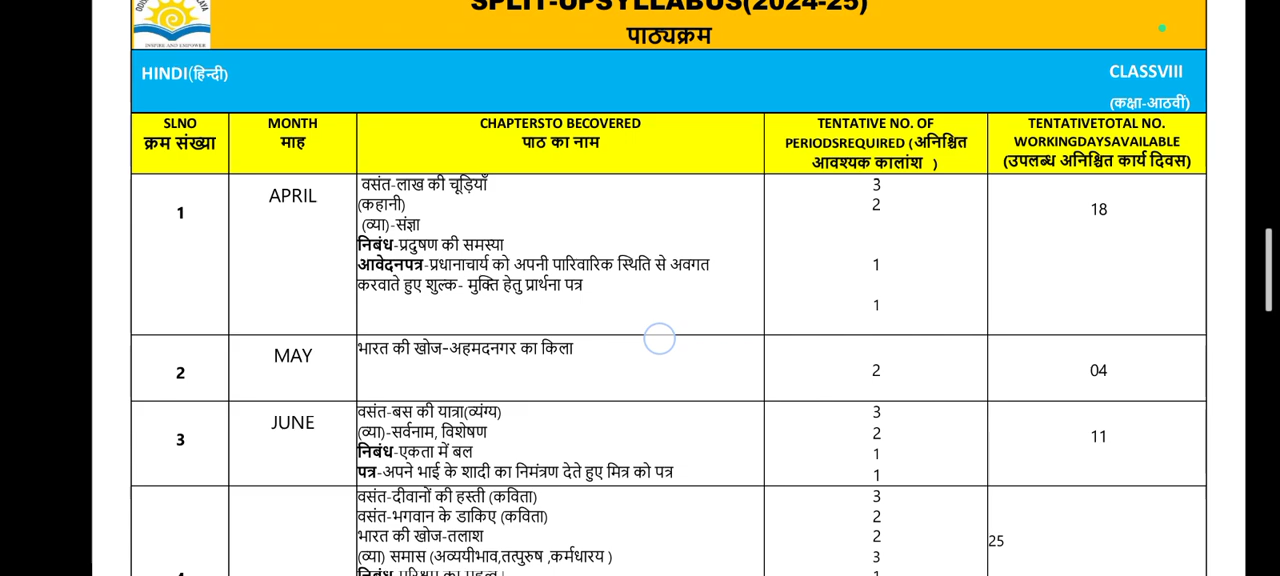 SPLIT-UPSYLLABUS(2024-25)
पाठ्यक्रम
INSPIRE AND EMPOWER
HINDI(हिन्दी)
CLASSVIII
(कक्षा-आठवीं)
SLNO
क्रम संख्या
MONTH
माह
CHAPTERSTO BECOVERED
पाठ का नाम
TENTATIVE NO. OF
PERIODSREQUIRED (अनिश्चित
आवश्यक कालांश )
TENTATIVETOTAL NO.
WORKINGDAYSAVAILABLE
(उपलब्ध अनिश्चित कार्य दिवस)
1
APRIL
वसंत-लाख की चूड़ियाँ
(कहानी)
(व्या)-संज्ञा
निबंध-प्रदुषण की समस्या
आवेदनपत्र-प्रधानाचार्य को अपनी पारिवारिक स्थिति से अवगत
करवाते हुए शुल्क- मुक्ति हेतु प्रार्थना पत्र
3
2
1
1
18
2
MAY
भारत की खोज-अहमदनगर का किला
2
04
3
JUNE
वसंत-बस की यात्रा(व्यंग्य)
(व्या)-सर्वनाम, विशेषण
निबंध-एकता में बल
पत्र-अपने भाई के शादी का निमंत्रण देते हुए मित्र को पत्र
3
2
1
1
11
वसंत-दीवानों की हस्ती (कविता)
वसंत-भगवान के डाकिए (कविता)
भारत की खोज-तलाश
(व्या) समास (अव्ययीभाव,तत्पुरुष ,कर्मधारय )
3
2
2
3
25